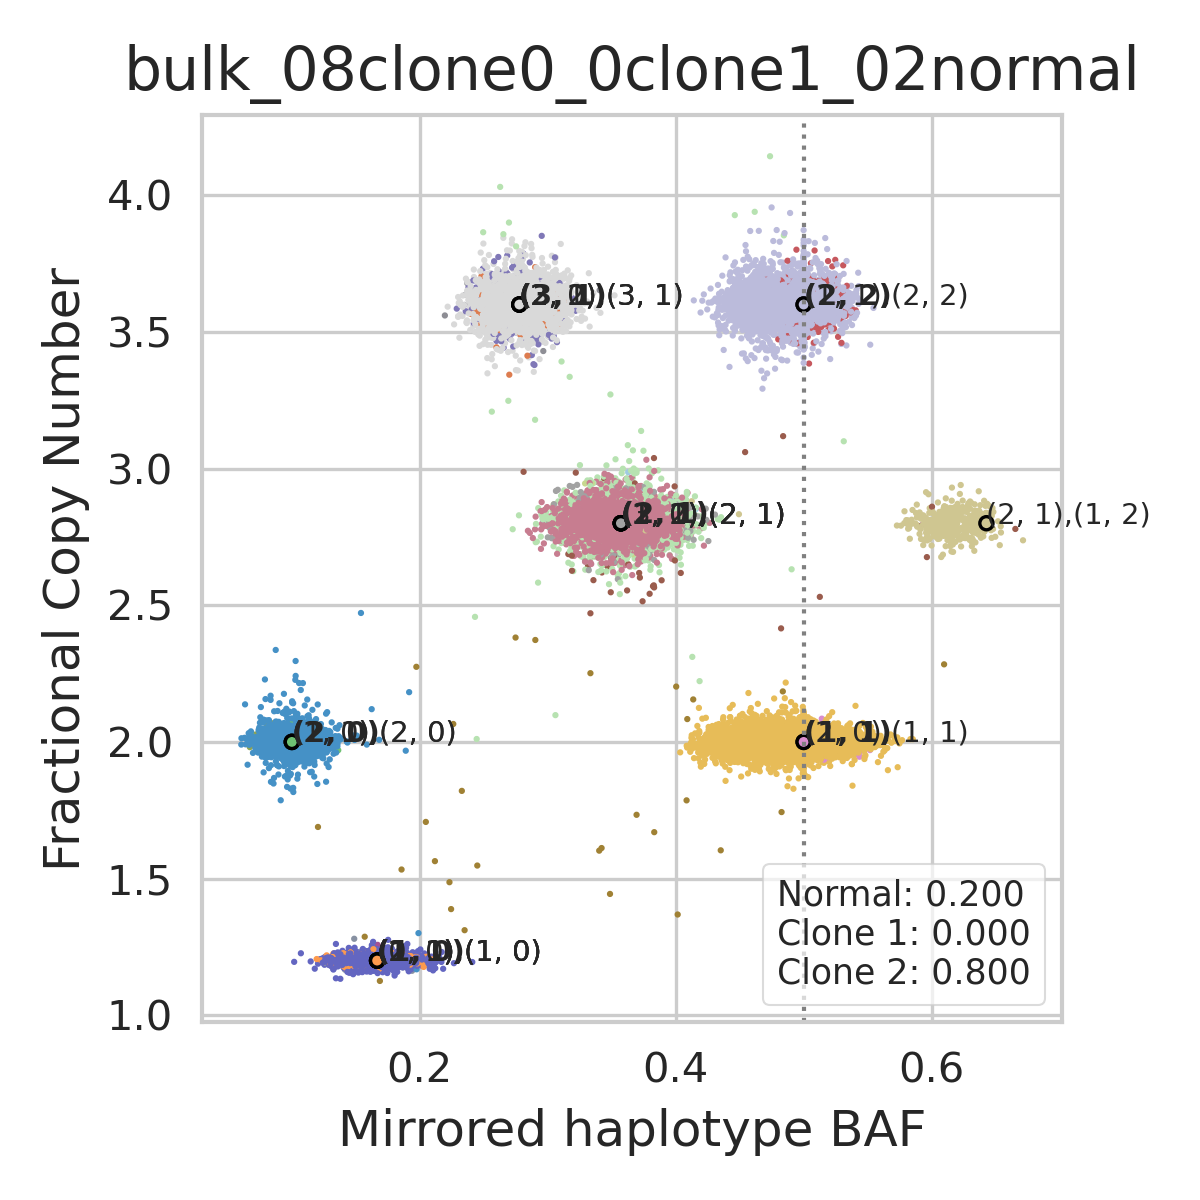 bulk_08clone0_0clone1_02normal
Fractional Copy Number
4.0
3.5
3.0
2.5
2.0
1.5
1.0
(3, 1)
(2, 2)
(2, 1)
(2, 1),(1, 2)
(2, 0)
(1, 1)
(1, 0)
Normal: 0.200
Clone 1: 0.000
Clone 2: 0.800
0.2
0.4
0.6
Mirrored haplotype BAF